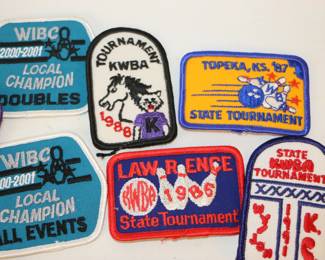 WIBC
2000-2001
LOCAL
CHAMPION
DOUBLES
TOURNAMENT
KWBA
1988
K
TOPEKA, KS. '87
STATE TOURNAMENT
WIBC
2000-2001
LOCAL
CHAMPION
ALL EVENTS
LAWRENCE
KWBA
1986
State Tournament
STATE
KWBA
TOURNAMENT